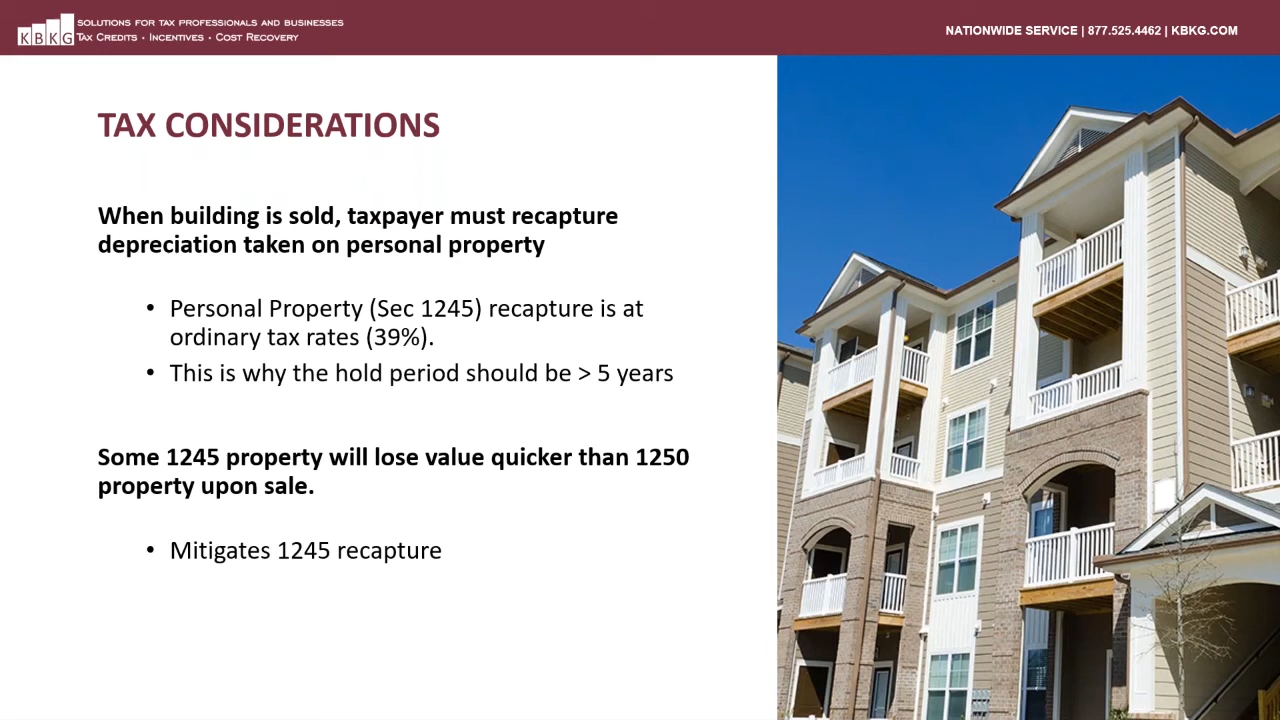 SOLUTIONS FOR TAX PROFESSIONALS AND BUSINESSES
KBKG TAX CREDITS • INCENTIVES • COST RECOVERY
NATIONWIDE SERVICE | 877.525.4462 | KBKG.COM
TAX CONSIDERATIONS
When building is sold, taxpayer must recapture
depreciation taken on personal property
• Personal Property (Sec 1245) recapture is at
ordinary tax rates (39%).
• This is why the hold period should be > 5 years
Some 1245 property will lose value quicker than 1250
property upon sale.
• Mitigates 1245 recapture